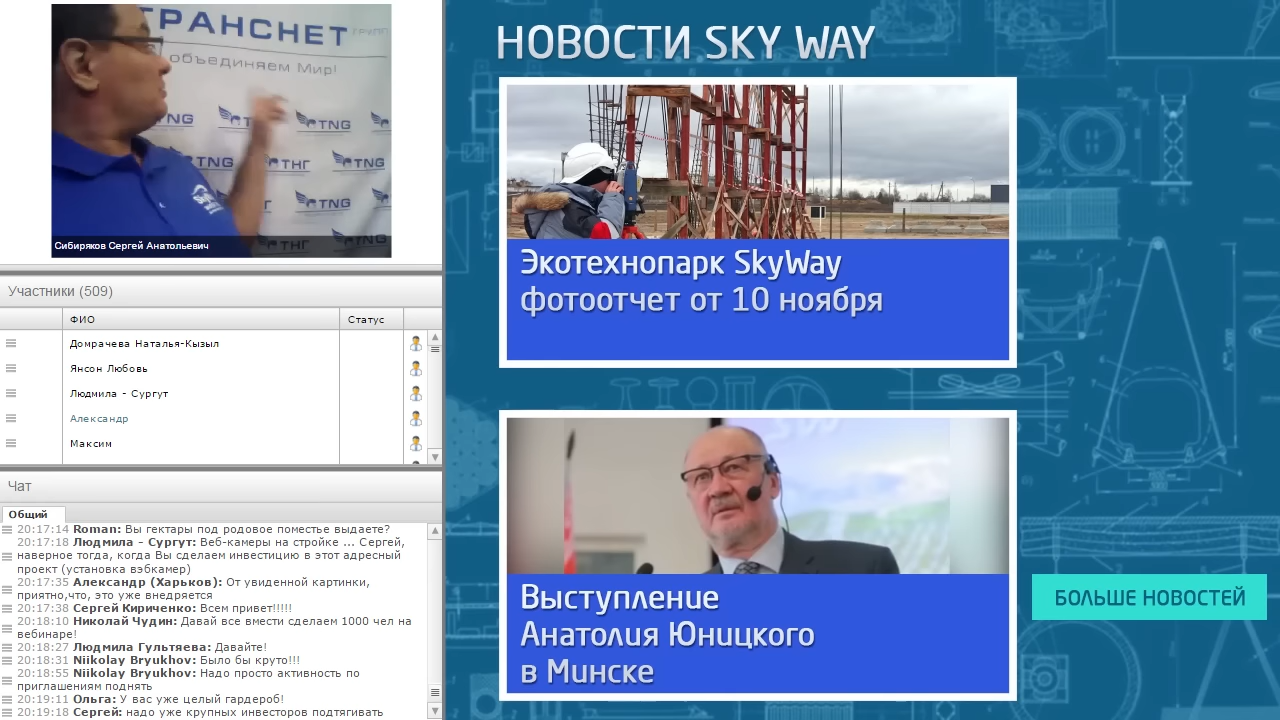 ТРАНСНЕТ
объединяем Мир!
TNG
TNG
ТНГ
TNG
TNG
ТНГ
TNG
Сибиряков Сергей Анатольевич
Участники (509)
ФИО
Статус
Домрачева Наталья-Кызыл
Янсон Любовь
Людмила - Сургут
Александр
Максим
Чат
Общий
20:17:14 Roman: Вы гектары под родовое поместье выдаете?
20:17:18 Людмила - Сургут: Веб-камеры на стройке ... Сергей,
наверное тогда, когда Вы сделаем инвестицию в этот адресный
проект (установка вэбкамер)
20:17:35 Александр (Харьков): От увиденной картинки,
приятно,что, это уже внедряется
20:17:38 Сергей Кириченко: Всем привет!!!!!
20:18:10 Николай Чудин: Давай все вмести сделаем 1000 чел на
вебинаре!
20:18:27 Людмила Гультяева: Давайте!
20:18:31 Niikolay Bryukhov: Было бы круто!!!
20:18:55 Niikolay Bryukhov: Надо просто активность по
приглашениям поднять
20:19:11 Ольга: У вас уже целый гардероб!
20:19:18 Сергей: надо уже крупных инвесторов подтягивать
НОВОСТИ SKY WAY
Экотехнопарк SkyWay
фотоотчет от 10 ноября
Выступление
Анатолия Юницкого
в Минске
БОЛЬШЕ НОВОСТЕЙ